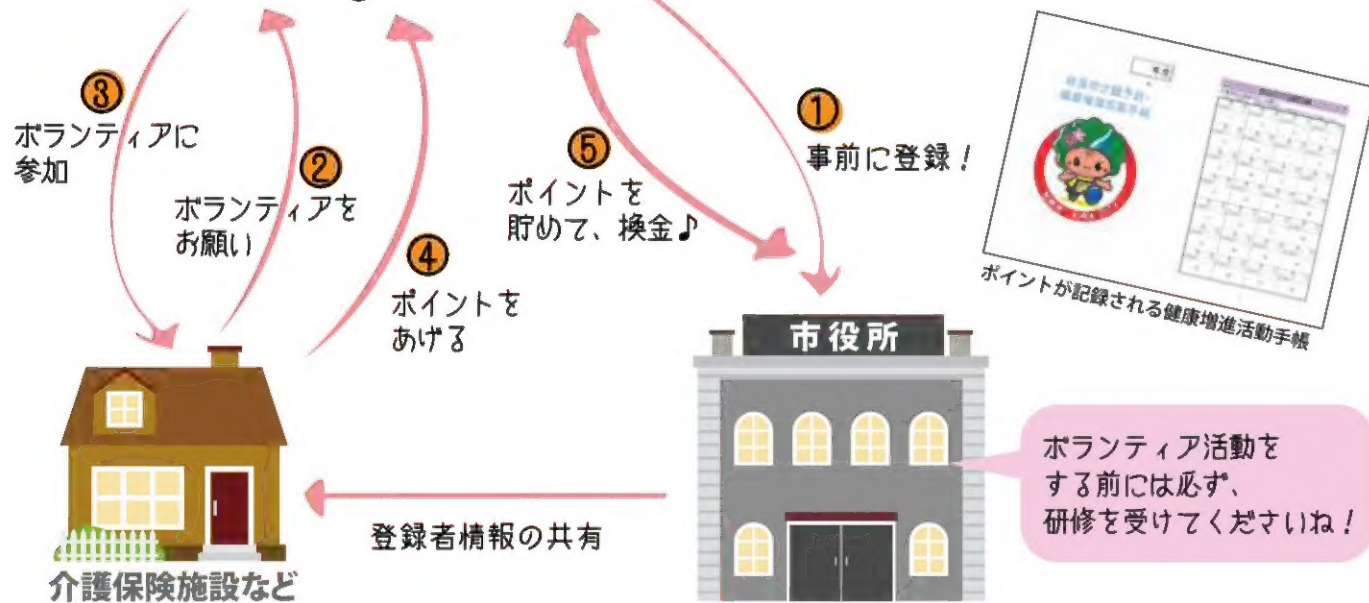 ③
ボランティアに
参加
②
ボランティアを
お願い
④
ポイントを
あげる
⑤
ポイントを
貯めて、換金♪
①
事前に登録！
ポイントが記録される健康増進活動手帳
市役所
ボランティア活動を
する前には必ず、
研修を受けてくださいね！
登録者情報の共有
介護保険施設など